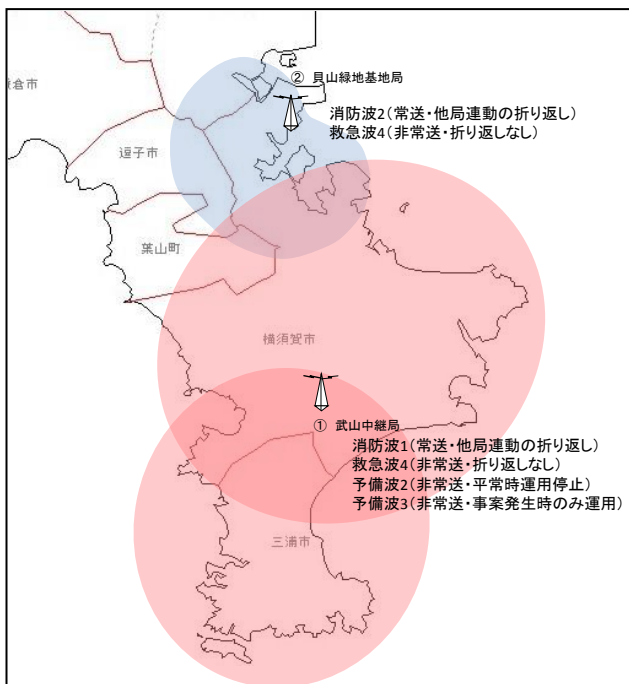 ② 貝山緑地基地局
消防波2(常送・他局連動の折り返し)
救急波4(非常送・折り返しなし)
倉市
逗子市
葉山町
横須賀市
① 武山中継局
消防波1(常送・他局連動の折り返し)
救急波4(非常送・折り返しなし)
予備波2(非常送・平常時運用停止)
予備波3(非常送・事案発生時のみ運用)
三浦市